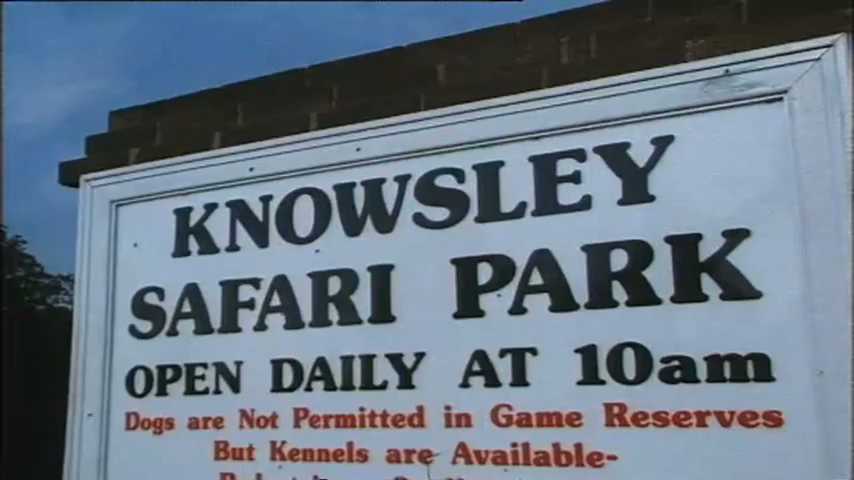 KNOWSLEY
SAFARI PARK
OPEN DAILY AT 10am
Dogs are Not Permitted in Game Reserves
But Kennels are Available-